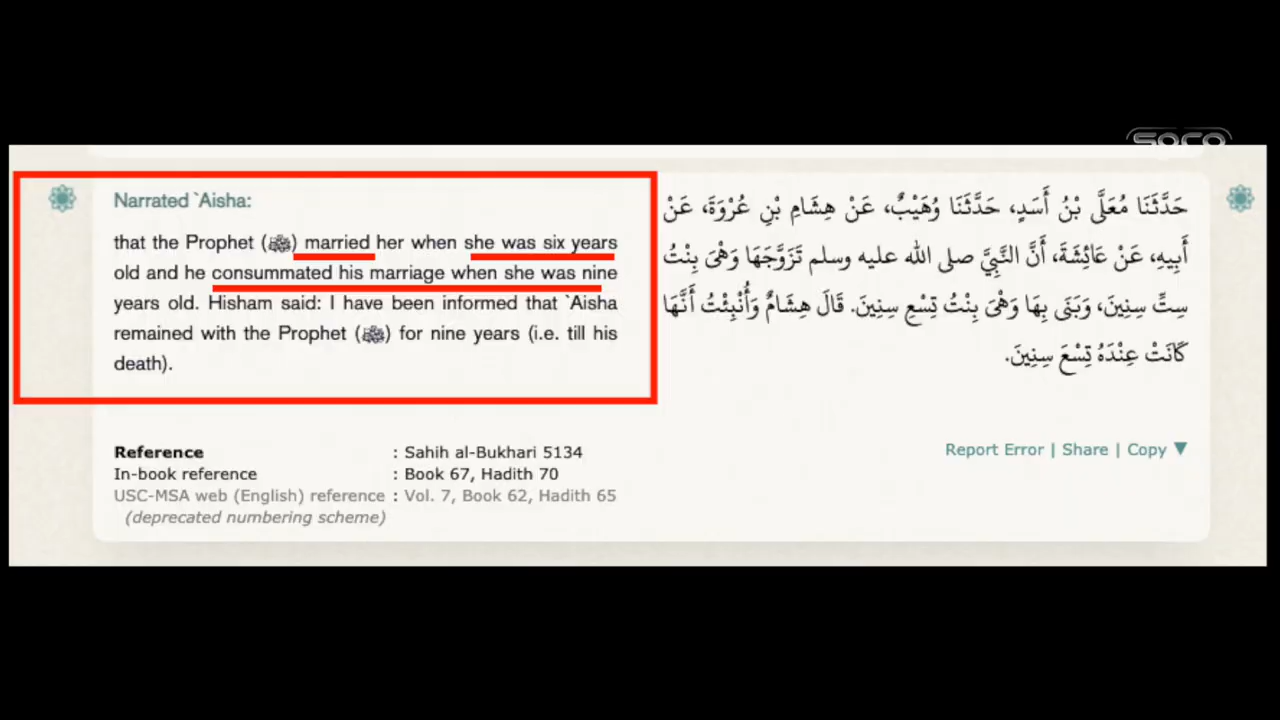 soco
Narrated `Aisha:
that the Prophet (ﷺ) married her when she was six years
old and he consummated his marriage when she was nine
years old. Hisham said: I have been informed that `Aisha
remained with the Prophet (ﷺ) for nine years (i.e. till his
death).
حَدَّثَنَا مُعَلَّى بْنُ أَسَدٍ، حَدَّثَنَا وُهَيْبٌ، عَنْ هِشَامِ بْنِ عُرْوَةَ، عَنْ
أَبِيهِ، عَنْ عَائِشَةَ، أَنَّ النَّبِيَّ صلى الله عليه وسلم تَزَوَّجَهَا وَهْىَ بِنْتُ
سِتِّ سِنِينَ، وَبَنَى بِهَا وَهْىَ بِنْتُ تِسْعِ سِنِينَ. قَالَ هِشَامٌ وَأُنْبِئْتُ أَنَّهَا
كَانَتْ عِنْدَهُ تِسْعَ سِنِينَ.
Reference : Sahih al-Bukhari 5134
In-book reference : Book 67, Hadith 70
USC-MSA web (English) reference : Vol. 7, Book 62, Hadith 65
(deprecated numbering scheme)
Report Error | Share | Copy ▼